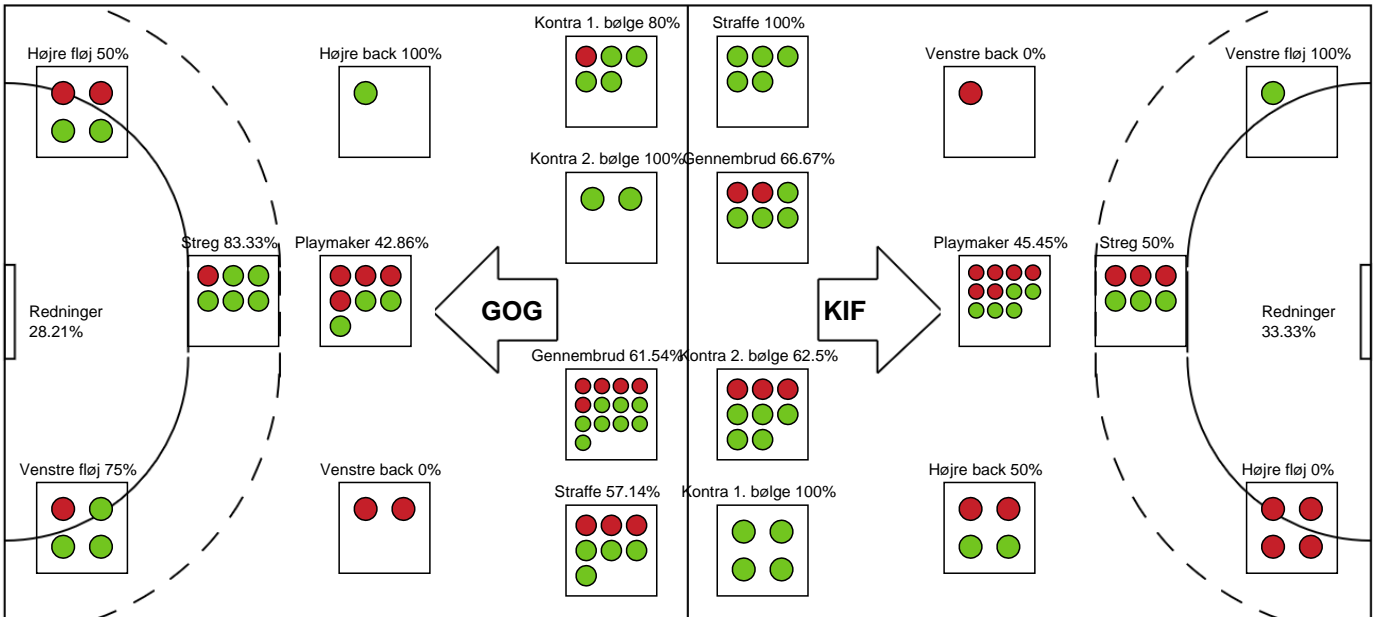 Kontra 1. bølge 80%
Straffe 100%
Højre fløj 50%
Højre back 100%
Venstre back 0%
Venstre fløj 100%
Kontra 2. bølge 100%
Gennembrud 66.67%
Streg 83.33%
Playmaker 42.86%
Playmaker 45.45%
Streg 50%
GOG
KIF
Redninger
28.21%
Redninger
33.33%
Gennembrud 61.54%
Kontra 2. bølge 62.5%
Venstre fløj 75%
Venstre back 0%
Højre back 50%
Højre fløj 0%
Straffe 57.14%
Kontra 1. bølge 100%